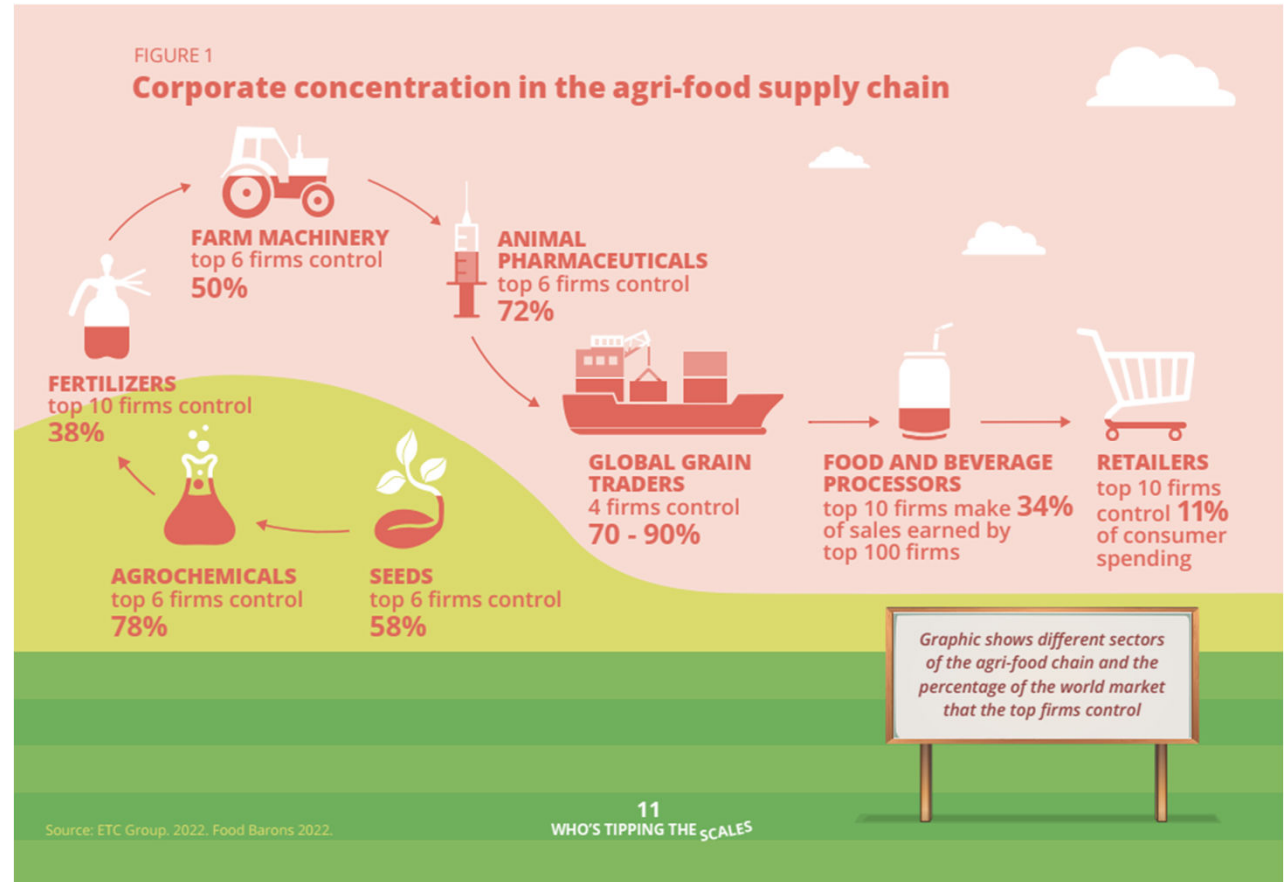 FIGURE 1
Corporate concentration in the agri-food supply chain
FARM MACHINERY
top 6 firms control
50%
ANIMAL
PHARMACEUTICALS
top 6 firms control
72%
FERTILIZERS
top 10 firms control
38%
GLOBAL GRAIN
TRADERS
4 firms control
70 - 90%
FOOD AND BEVERAGE
PROCESSORS
top 10 firms make 34%
of sales earned by
top 100 firms
RETAILERS
top 10 firms
control 11%
of consumer
spending
AGROCHEMICALS
top 6 firms control
78%
SEEDS
top 6 firms control
58%
Graphic shows different sectors
of the agri-food chain and the
percentage of the world market
that the top firms control
Source: ETC Group. 2022. Food Barons 2022.
11
WHO'S TIPPING THE SCALES